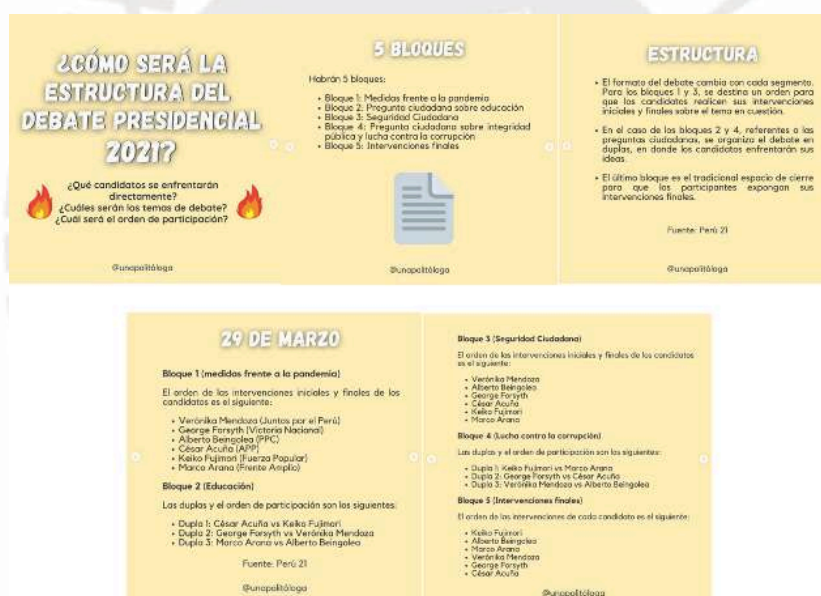 ¿CÓMO SERÁ LA
ESTRUCTURA DEL
DEBATE PRESIDENCIAL
2021?
¿Qué candidatos se enfrentarán
directamente?
¿Cuáles serán los temas de debate?
¿Cuál será el orden de participación?
@unapolitóloga
5 BLOQUES
Habrán 5 bloques:
• Bloque 1: Medidas frente a la pandemia
• Bloque 2: Pregunta ciudadana sobre educación
• Bloque 3: Seguridad Ciudadana
• Bloque 4: Pregunta ciudadana sobre integridad
pública y lucha contra la corrupción
• Bloque 5: Intervenciones finales
@unapolitóloga
ESTRUCTURA
• El formato del debate cambia con cada segmento.
Para los bloques 1 y 3, se destina un orden para
que los candidatos realicen sus intervenciones
iniciales y finales sobre el tema en cuestión.
• En el caso de los bloques 2 y 4, referentes a las
preguntas ciudadanas, se organiza el debate en
duplas, en donde los candidatos enfrentarán sus
ideas.
• El último bloque es el tradicional espacio de cierre
para que los participantes expongan sus
intervenciones finales.
Fuente: Perú 21
@unapolitóloga
29 DE MARZO
Bloque 1 (medidas frente a la pandemia)
El orden de las intervenciones iniciales y finales de los
candidatos es el siguiente:
• Verónika Mendoza (Juntos por el Perú)
• George Forsyth (Victoria Nacional)
• Alberto Beingolea (PPC)
• César Acuña (APP)
• Keiko Fujimori (Fuerza Popular)
• Marco Arana (Frente Amplio)
Bloque 2 (Educación)
Las duplas y el orden de participación son los siguientes:
• Dupla 1: César Acuña vs Keiko Fujimori
• Dupla 2: George Forsyth vs Verónika Mendoza
• Dupla 3: Marco Arana vs Alberto Beingolea
Fuente: Perú 21
@unapolitóloga
Bloque 3 (Seguridad Ciudadana)
El orden de las intervenciones iniciales y finales de los candidatos
es el siguiente:
• Verónika Mendoza
• Alberto Beingolea
• George Forsyth
• César Acuña
• Keiko Fujimori
• Marco Arana
Bloque 4 (Lucha contra la corrupción)
Las duplas y el orden de participación son los siguientes:
• Dupla 1: Keiko Fujimori vs Marco Arana
• Dupla 2: George Forsyth vs César Acuña
• Dupla 3: Verónika Mendoza vs Alberto Beingolea
Bloque 5 (Intervenciones finales)
El orden de las intervenciones de cada candidato es el siguiente:
• Keiko Fujimori
• Alberto Beingolea
• Marco Arana
• Verónika Mendoza
• George Forsyth
• César Acuña
@unapolitóloga